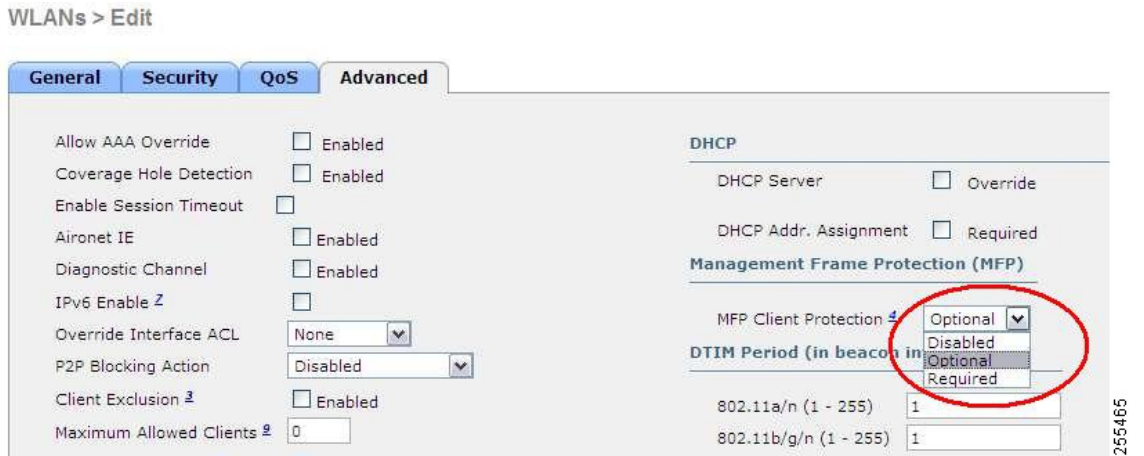 WLANs > Edit
General Security QoS Advanced
Allow AAA Override Enabled
Coverage Hole Detection Enabled
Enable Session Timeout
Aironet IE Enabled
Diagnostic Channel Enabled
IPv6 Enable 7
Override Interface ACL None
P2P Blocking Action Disabled
Client Exclusion 3 Enabled
Maximum Allowed Clients 9 0
DHCP
DHCP Server Override
DHCP Addr. Assignment Required
Management Frame Protection (MFP)
MFP Client Protection 4 Optional
Disabled
Optional
Required
DTIM Period (in beacon in
802.11a/n (1 - 255) 1
802.11b/g/n (1 - 255) 1
255465